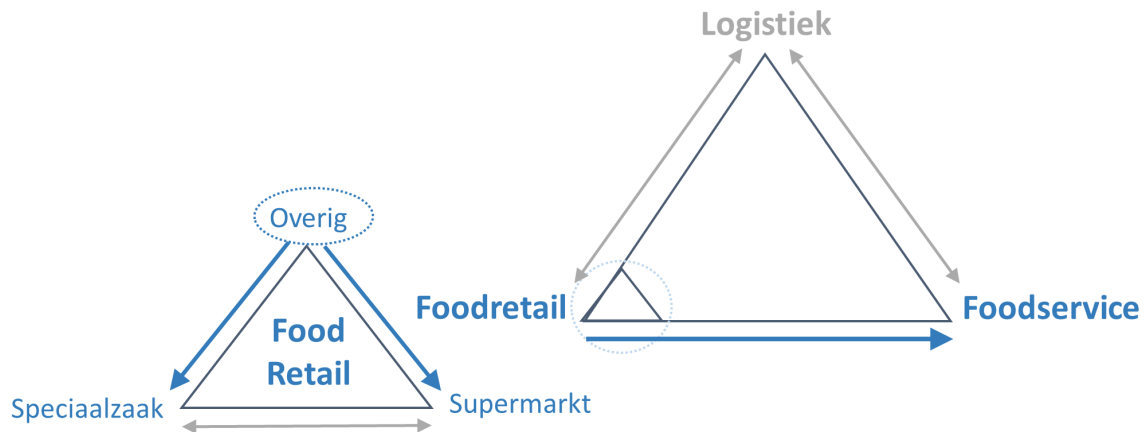 Logistiek
Overig
Foodretail
Foodservice
Food
Retail
Speciaalzaak
Supermarkt